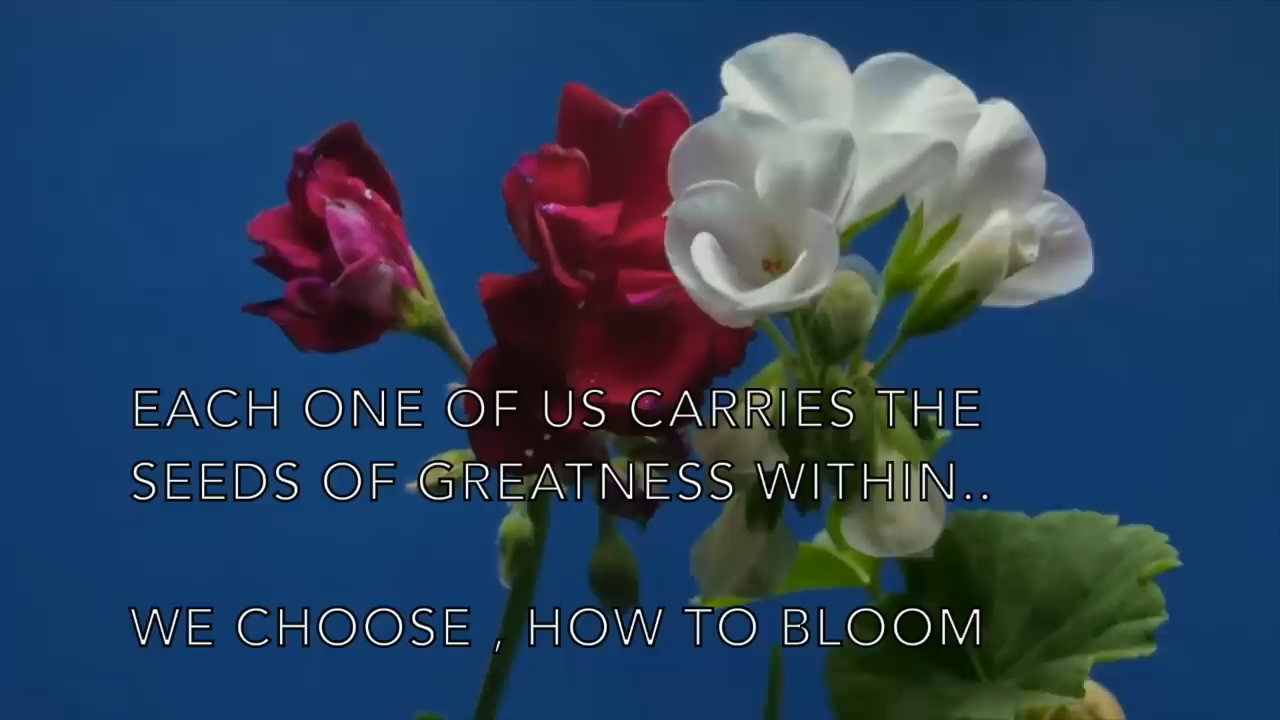 EACH ONE OF US CARRIES THE
SEEDS OF GREATNESS WITHIN..
WE CHOOSE , HOW TO BLOOM